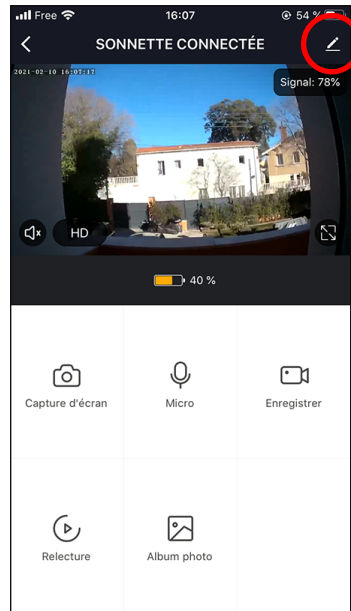 Free 16:07 54 %
SONNETTE CONNECTÉE
2021-02-10 16:07:17
Signal: 78%
HD
40 %
Capture d'écran Micro Enregistrer
Relecture Album photo